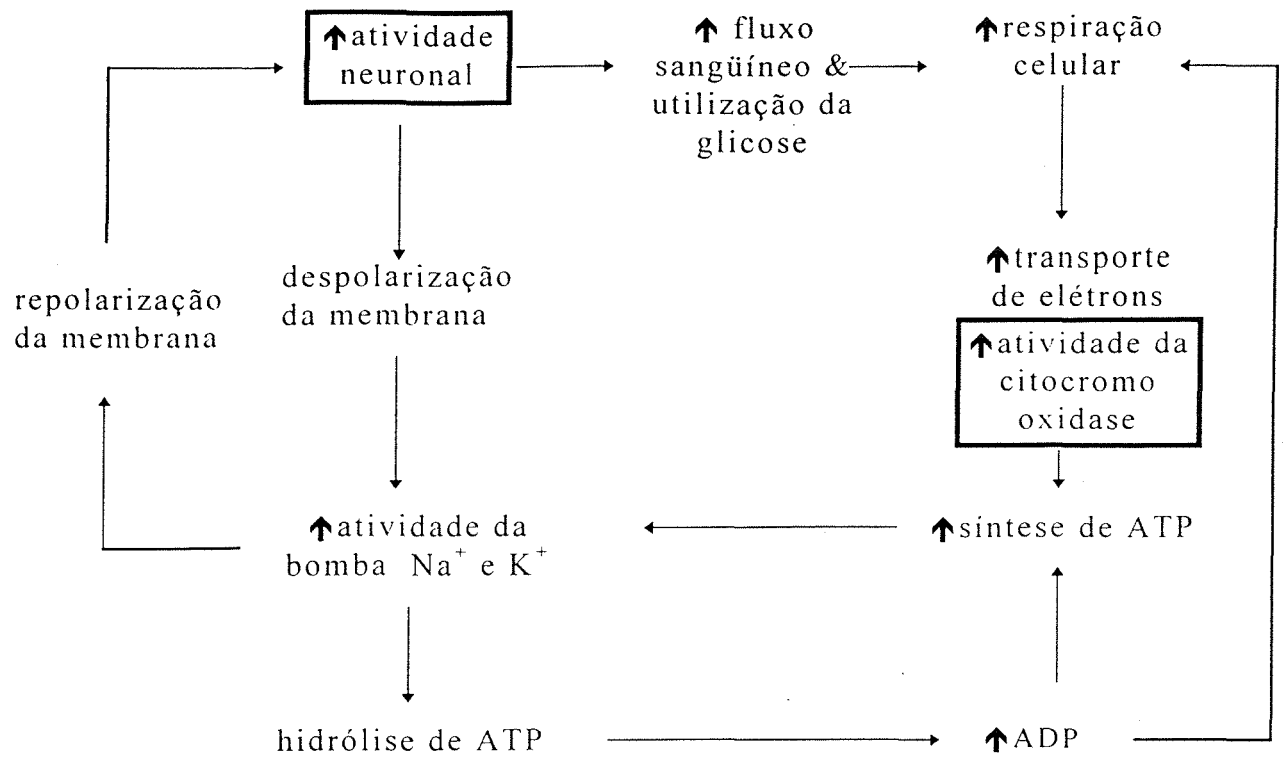 ↑atividade
neuronal
↑ fluxo
sangüíneo &
utilização da
glicose
↑respiração
celular
repolarização
da membrana
despolarização
da membrana
↑transporte
de elétrons
↑atividade da
citocromo
oxidase
↑atividade da
bomba Na⁺ e K⁺
↑síntese de ATP
hidrólise de ATP
↑ADP